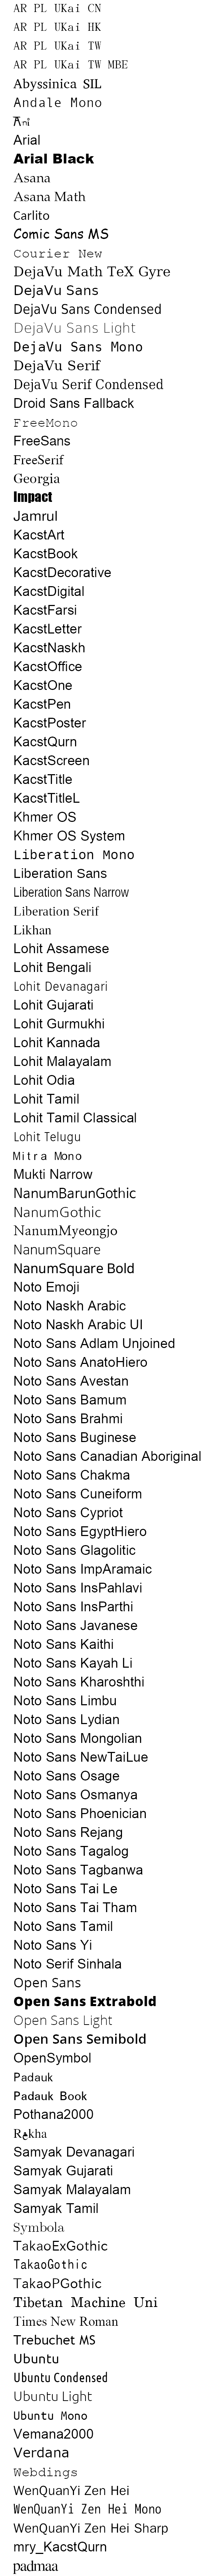 AR PL UKai CN
AR PL UKai HK
AR PL UKai TW
AR PL UKai TW MBE
Abyssinica SIL
Andale Mono
Arial
Arial Black
Asana
Asana Math
Carlito
Comic Sans MS
Courier New
DejaVu Math TeX Gyre
DejaVu Sans
DejaVu Sans Condensed
DejaVu Sans Light
DejaVu Sans Mono
DejaVu Serif
DejaVu Serif Condensed
Droid Sans Fallback
FreeMono
FreeSans
FreeSerif
Georgia
Impact
Jamrul
KacstArt
KacstBook
KacstDecorative
KacstDigital
KacstFarsi
KacstLetter
KacstNaskh
KacstOffice
KacstOne
KacstPen
KacstPoster
KacstQurn
KacstScreen
KacstTitle
KacstTitleL
Khmer OS
Khmer OS System
Liberation Mono
Liberation Sans
Liberation Sans Narrow
Liberation Serif
Likhan
Lohit Assamese
Lohit Bengali
Lohit Devanagari
Lohit Gujarati
Lohit Gurmukhi
Lohit Kannada
Lohit Malayalam
Lohit Odia
Lohit Tamil
Lohit Tamil Classical
Lohit Telugu
Mitra Mono
Mukti Narrow
NanumBarunGothic
NanumGothic
NanumMyeongjo
NanumSquare
NanumSquare Bold
Noto Emoji
Noto Naskh Arabic
Noto Naskh Arabic UI
Noto Sans Adlam Unjoined
Noto Sans AnatoHiero
Noto Sans Avestan
Noto Sans Bamum
Noto Sans Brahmi
Noto Sans Buginese
Noto Sans Canadian Aboriginal
Noto Sans Chakma
Noto Sans Cuneiform
Noto Sans Cypriot
Noto Sans EgyptHiero
Noto Sans Glagolitic
Noto Sans ImpAramaic
Noto Sans InsPahlavi
Noto Sans InsParthi
Noto Sans Javanese
Noto Sans Kaithi
Noto Sans Kayah Li
Noto Sans Kharoshthi
Noto Sans Limbu
Noto Sans Lydian
Noto Sans Mongolian
Noto Sans NewTaiLue
Noto Sans Osage
Noto Sans Osmanya
Noto Sans Phoenician
Noto Sans Rejang
Noto Sans Tagalog
Noto Sans Tagbanwa
Noto Sans Tai Le
Noto Sans Tai Tham
Noto Sans Tamil
Noto Sans Yi
Noto Serif Sinhala
Open Sans
Open Sans Extrabold
Open Sans Light
Open Sans Semibold
OpenSymbol
Padauk
Padauk Book
Pothana2000
Rekha
Samyak Devanagari
Samyak Gujarati
Samyak Malayalam
Samyak Tamil
Symbola
TakaoExGothic
TakaoGothic
TakaoPGothic
Tibetan Machine Uni
Times New Roman
Trebuchet MS
Ubuntu
Ubuntu Condensed
Ubuntu Light
Ubuntu Mono
Vemana2000
Verdana
Webdings
WenQuanYi Zen Hei
WenQuanYi Zen Hei Mono
WenQuanYi Zen Hei Sharp
mry_KacstQurn
padmaa